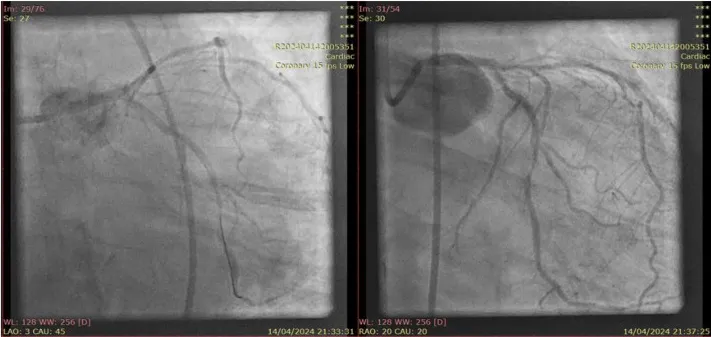 Im: 29/76
Se: 27
***
***
***
***
R202404142005351
Cardiac
Coronary 15 fps Low
WL: 128 WW: 256 [D]
LAO: 3 CAU: 45
14/04/2024 21:33:31
Im: 31/54
Se: 30
***
***
***
***
R202404142005351
Cardiac
Coronary 15 fps Low
WL: 128 WW: 256 [D]
RAO: 20 CAU: 20
14/04/2024 21:37:25